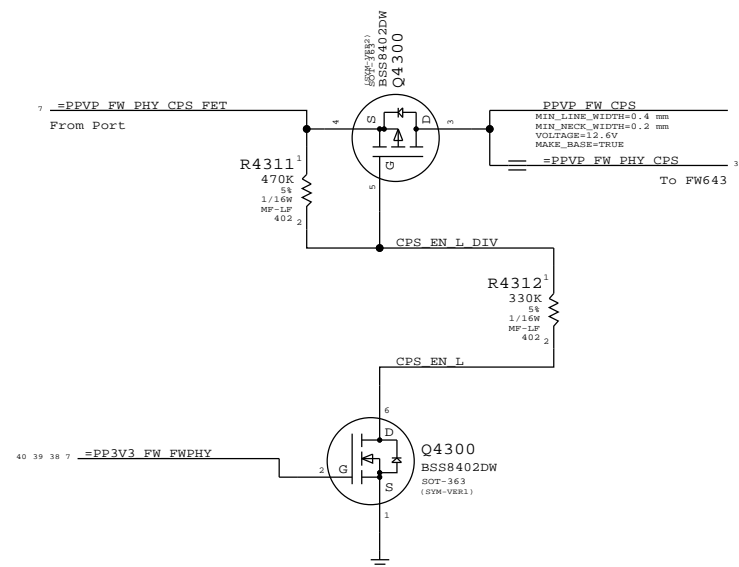 (SYM-VER2)
SOT-363
BSS8402DW
Q4300
7 =PPVP_FW_PHY_CPS_FET
From Port
4 S D 3
G
5
PPVP_FW_CPS
MIN_LINE_WIDTH=0.4 mm
MIN_NECK_WIDTH=0.2 mm
VOLTAGE=12.6V
MAKE_BASE=TRUE
=PPVP_FW_PHY_CPS 3
To FW643
R4311 1
470K
5%
1/16W
MF-LF
402 2
CPS_EN_L_DIV
R4312 1
330K
5%
1/16W
MF-LF
402 2
CPS_EN_L
6
D
40 39 38 7 =PP3V3_FW_FWPHY
2 G
S
1
Q4300
BSS8402DW
SOT-363
(SYM-VER1)